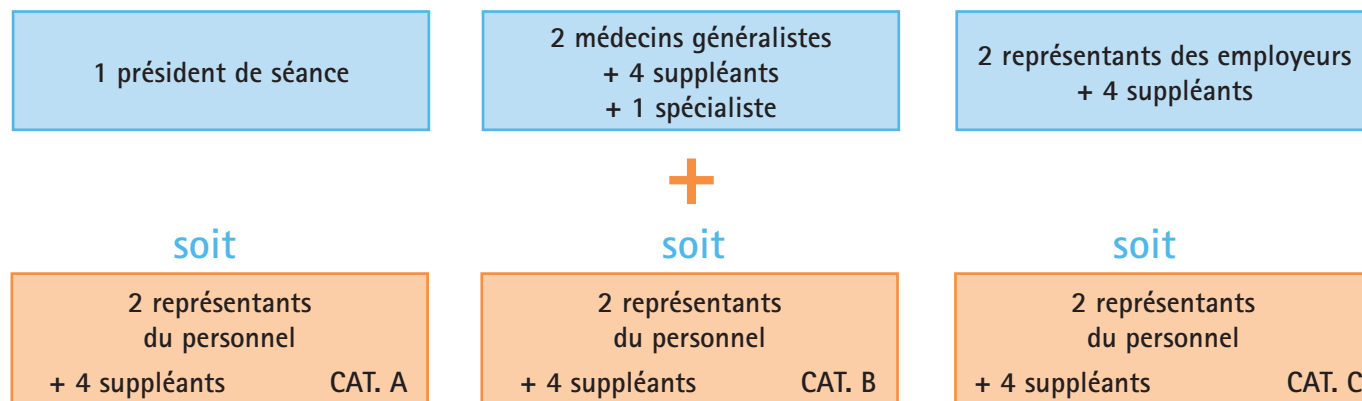 1 président de séance
2 médecins généralistes
+ 4 suppléants
+ 1 spécialiste
2 représentants des employeurs
+ 4 suppléants
+
soit
soit
soit
2 représentants
du personnel
+ 4 suppléants CAT. A
2 représentants
du personnel
+ 4 suppléants CAT. B
2 représentants
du personnel
+ 4 suppléants CAT. C